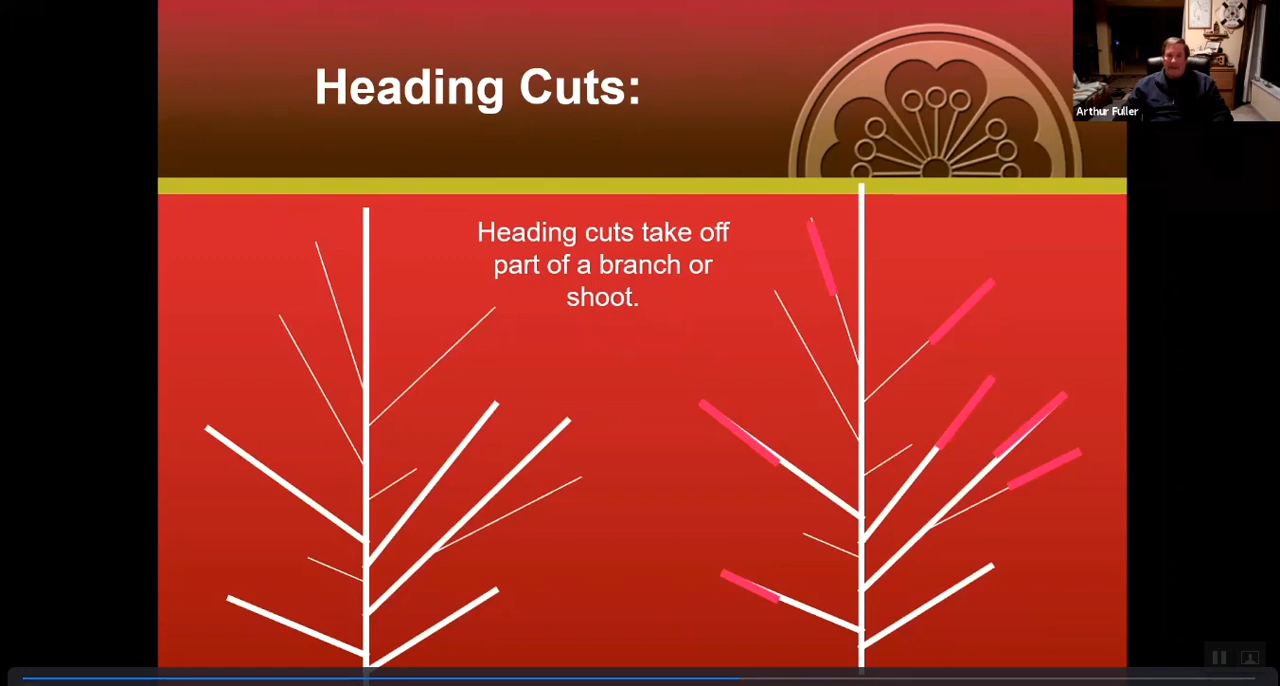 Heading Cuts:
Arthur Fuller
Heading cuts take off
part of a branch or
shoot.